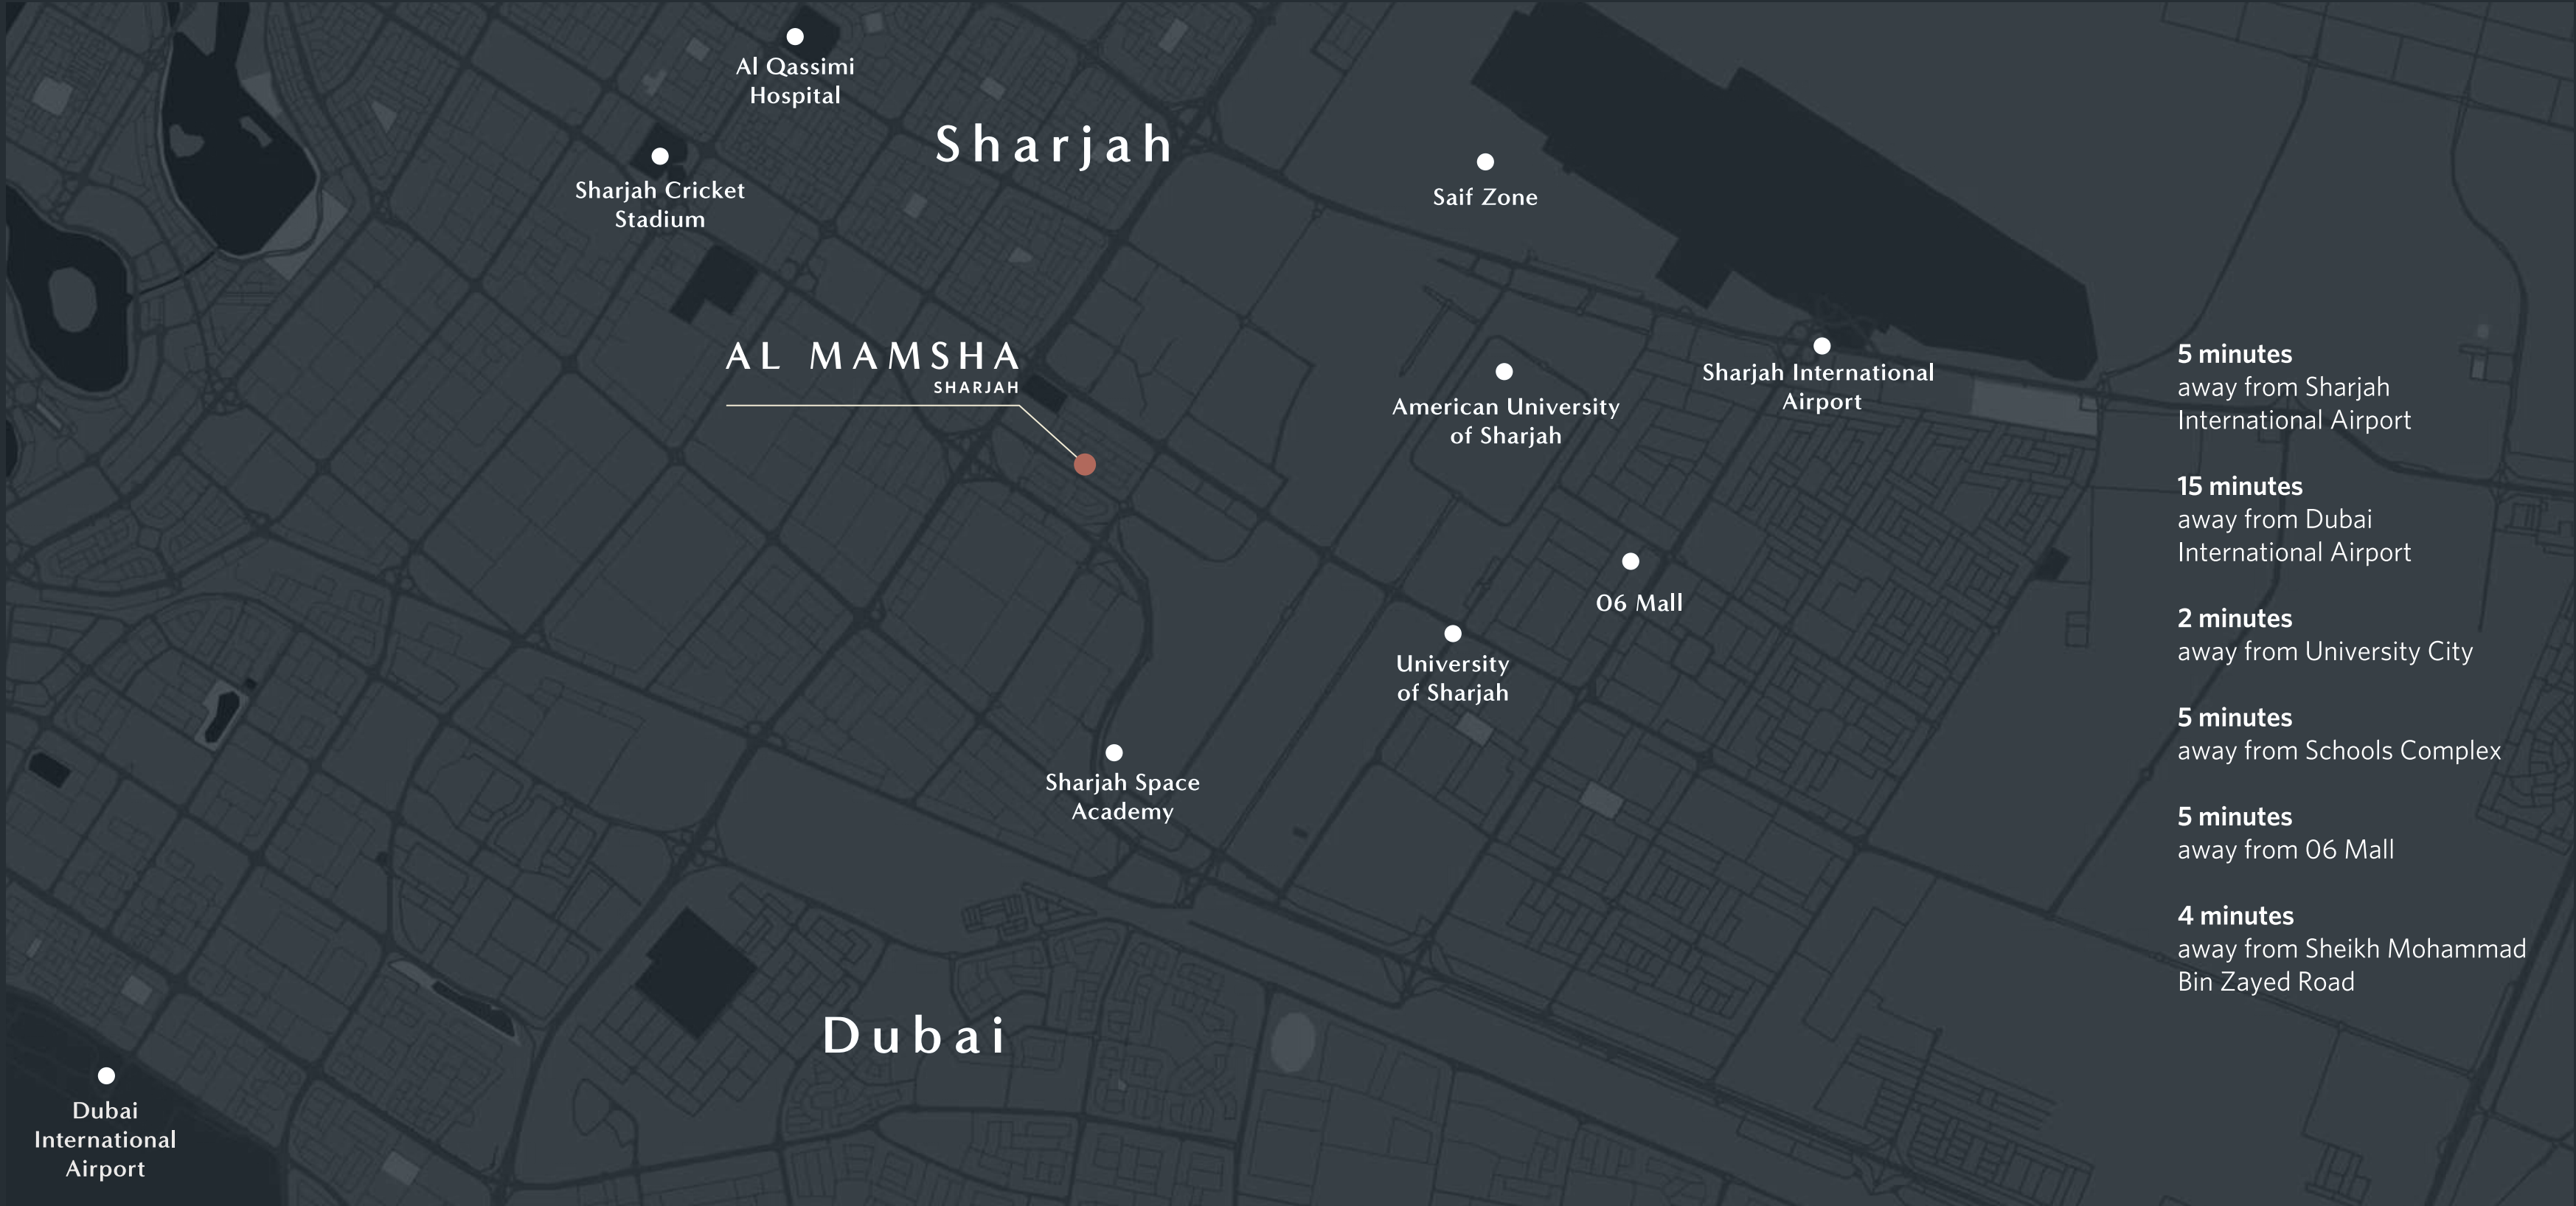 Al Qassimi
Hospital
Sharjah
Sharjah Cricket
Stadium
Saif Zone
AL MAMSHA
SHARJAH
American University
of Sharjah
Sharjah International
Airport
06 Mall
University
of Sharjah
Sharjah Space
Academy
Dubai
Dubai
International
Airport
5 minutes
away from Sharjah
International Airport
15 minutes
away from Dubai
International Airport
2 minutes
away from University City
5 minutes
away from Schools Complex
5 minutes
away from 06 Mall
4 minutes
away from Sheikh Mohammad
Bin Zayed Road